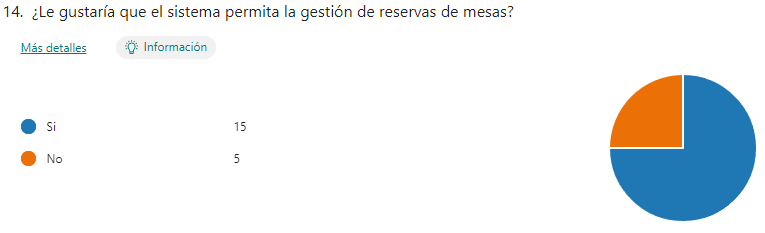 14. ¿Le gustaría que el sistema permita la gestión de reservas de mesas?
Más detalles
Información
Si 15
No 5